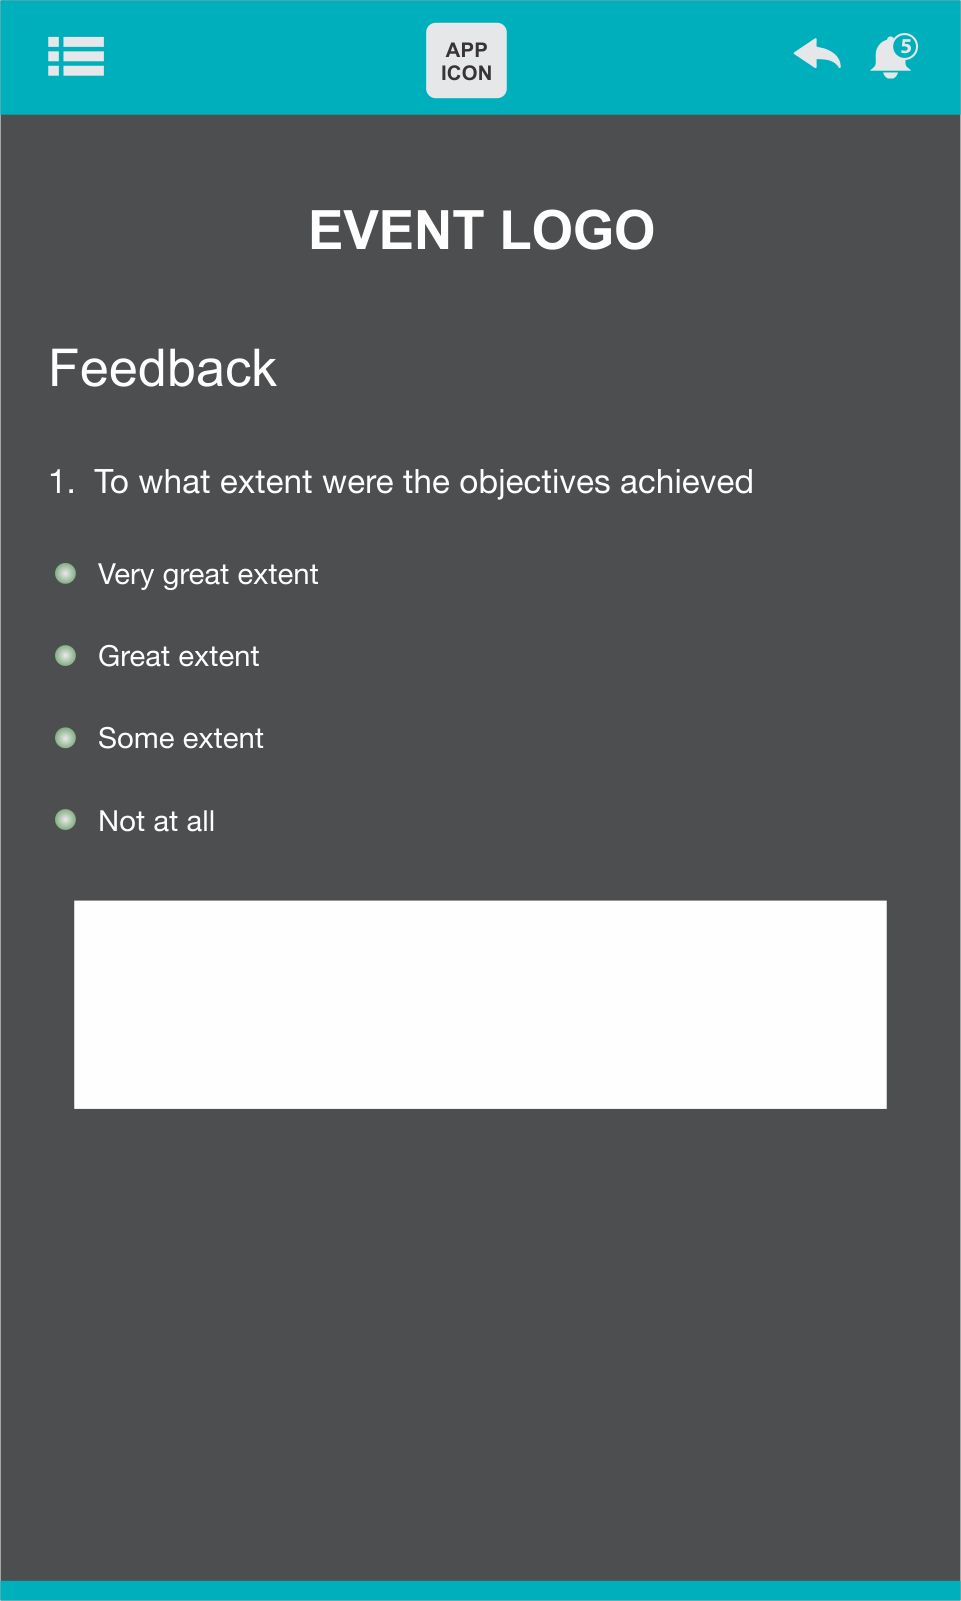 APP
ICON
5
EVENT LOGO
Feedback
1. To what extent were the objectives achieved
Very great extent
Great extent
Some extent
Not at all